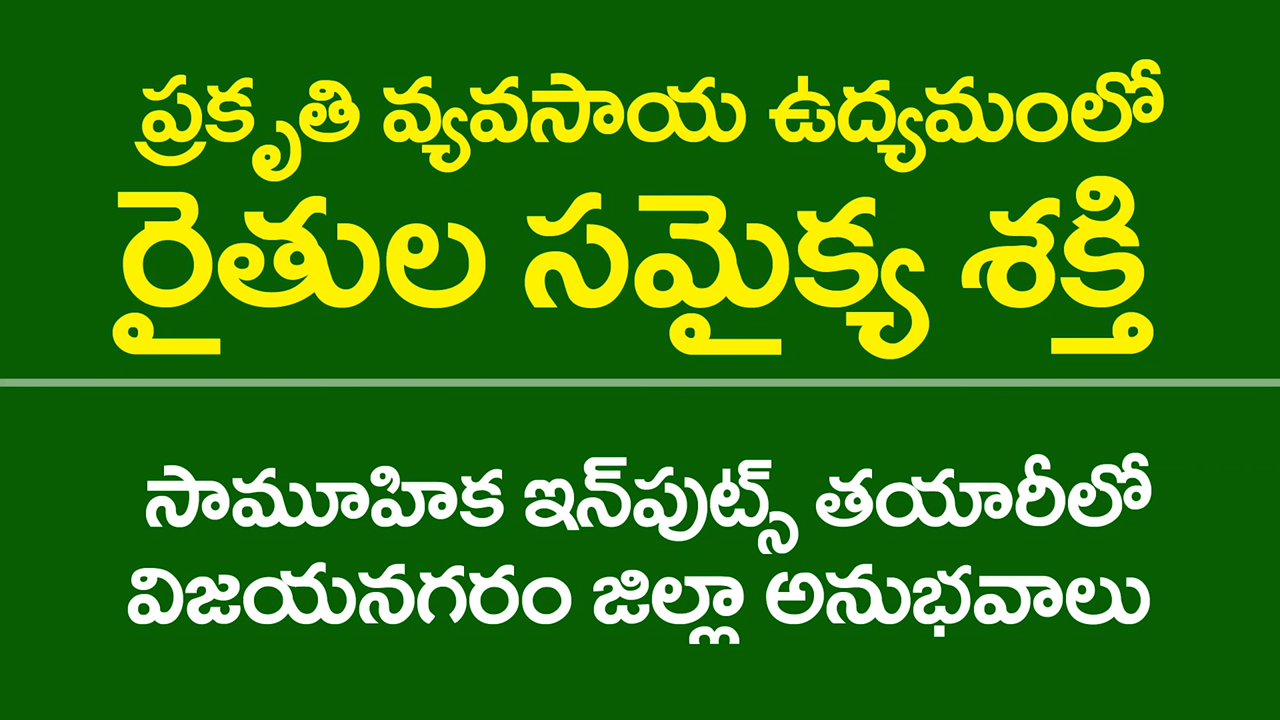 ప్రకృతి వ్యవసాయ ఉద్యమంలో
రైతుల సమైక్య శక్తి
సామూహిక ఇన్‌పుట్స్ తయారీలో
విజయనగరం జిల్లా అనుభవాలు